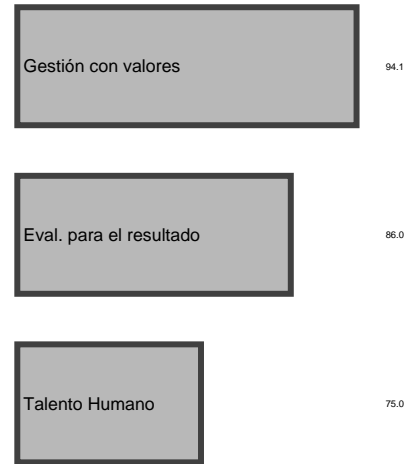 Gestión con valores 94.1
Eval. para el resultado 86.0
Talento Humano 75.0